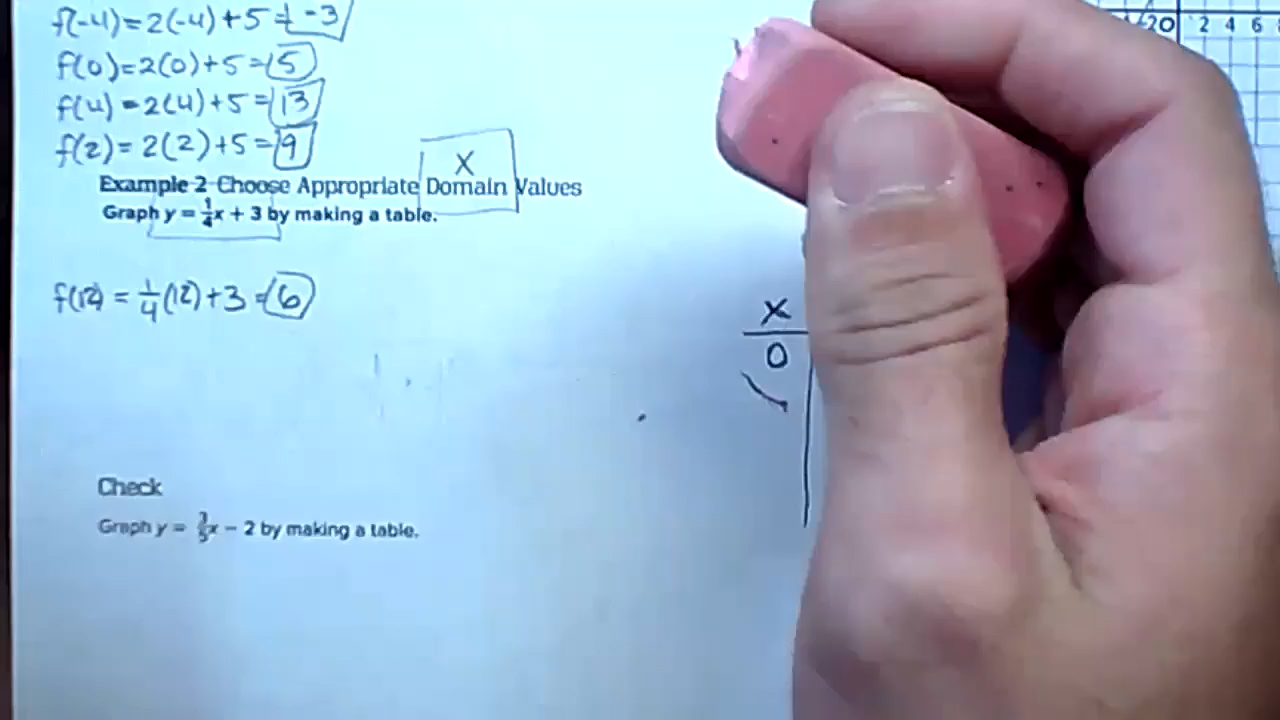 f(-4)=2(-4)+5=-3
f(0)=2(0)+5=5
f(4)=2(4)+5=13
f(2)=2(2)+5=9
X
Example 2 Choose Appropriate Domain Values
Graph y = 1/4x + 3 by making a table.
f(12)=1/4(12)+3=6
X
0
Check
Graph y = x − 2 by making a table.
20 2 4 6 8